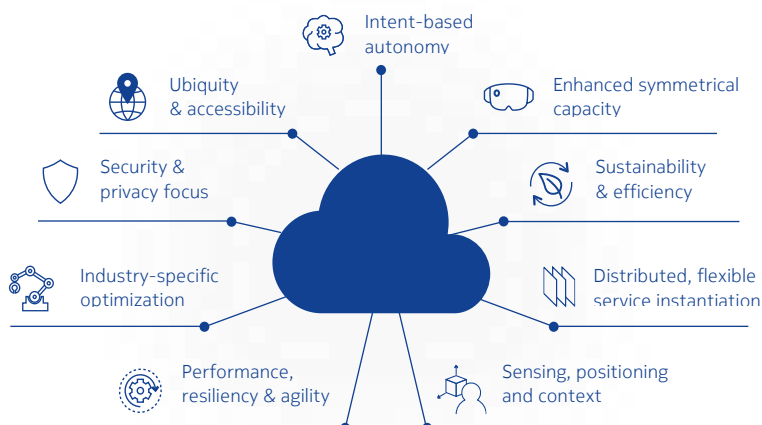 Intent-based
autonomy
Ubiquity
& accessibility
Enhanced symmetrical
capacity
Security &
privacy focus
Sustainability
& efficiency
Industry-specific
optimization
Distributed, flexible
service instantiation
Performance,
resiliency & agility
Sensing, positioning
and context